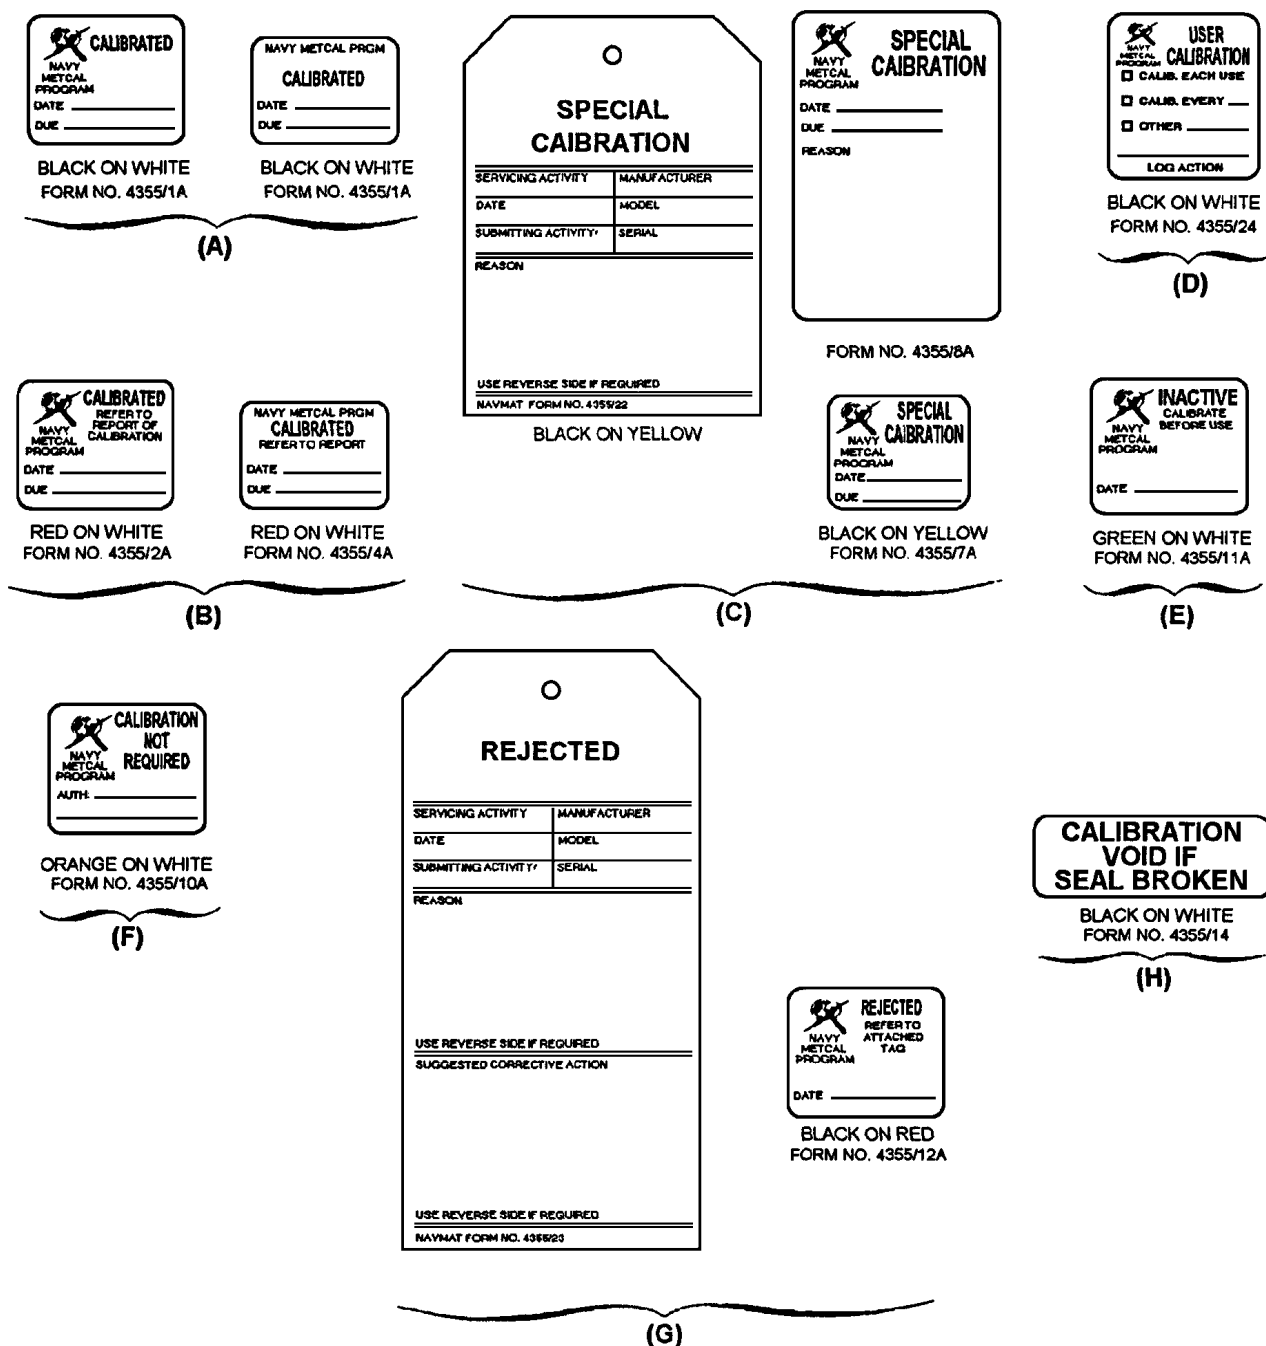 CALIBRATED
NAVY
METCAL
PROGRAM
DATE
DUE
BLACK ON WHITE
FORM NO. 4355/1A
NAVY METCAL PRGM
CALIBRATED
DATE
DUE
BLACK ON WHITE
FORM NO. 4355/1A
(A)
CALIBRATED
REFER TO
REPORT OF
CALIBRATION
NAVY
METCAL
PROGRAM
DATE
DUE
RED ON WHITE
FORM NO. 4355/2A
NAVY METCAL PRGM
CALIBRATED
REFER TO REPORT
DATE
DUE
RED ON WHITE
FORM NO. 4355/4A
(B)
SPECIAL
CAIBRATION
SERVICING ACTIVITY MANUFACTURER
DATE MODEL
SUBMITTING ACTIVITY/ SERIAL
REASON
USE REVERSE SIDE IF REQUIRED
NAVMAT FORM NO. 4355/22
BLACK ON YELLOW
SPECIAL
CAIBRATION
NAVY
METCAL
PROGRAM
DATE
DUE
REASON
FORM NO. 4355/8A
SPECIAL
CAIBRATION
NAVY
METCAL
PROGRAM
DATE
DUE
BLACK ON YELLOW
FORM NO. 4355/7A
(C)
USER
CALIBRATION
NAVY
METCAL
PROGRAM
CALIB. EACH USE
CALIB. EVERY
OTHER
LOG ACTION
BLACK ON WHITE
FORM NO. 4355/24
(D)
INACTIVE
CALIBRATE
BEFORE USE
NAVY
METCAL
PROGRAM
DATE
GREEN ON WHITE
FORM NO. 4355/11A
(E)
CALIBRATION
NOT
REQUIRED
NAVY
METCAL
PROGRAM
AUTH:
ORANGE ON WHITE
FORM NO. 4355/10A
(F)
REJECTED
SERVICING ACTIVITY MANUFACTURER
DATE MODEL
SUBMITTING ACTIVITY/ SERIAL
REASON
USE REVERSE SIDE IF REQUIRED
SUGGESTED CORRECTIVE ACTION
USE REVERSE SIDE IF REQUIRED
NAVMAT FORM NO. 4355/23
REJECTED
REFER TO
ATTACHED
TAG
NAVY
METCAL
PROGRAM
DATE
BLACK ON RED
FORM NO. 4355/12A
(G)
CALIBRATION
VOID IF
SEAL BROKEN
BLACK ON WHITE
FORM NO. 4355/14
(H)